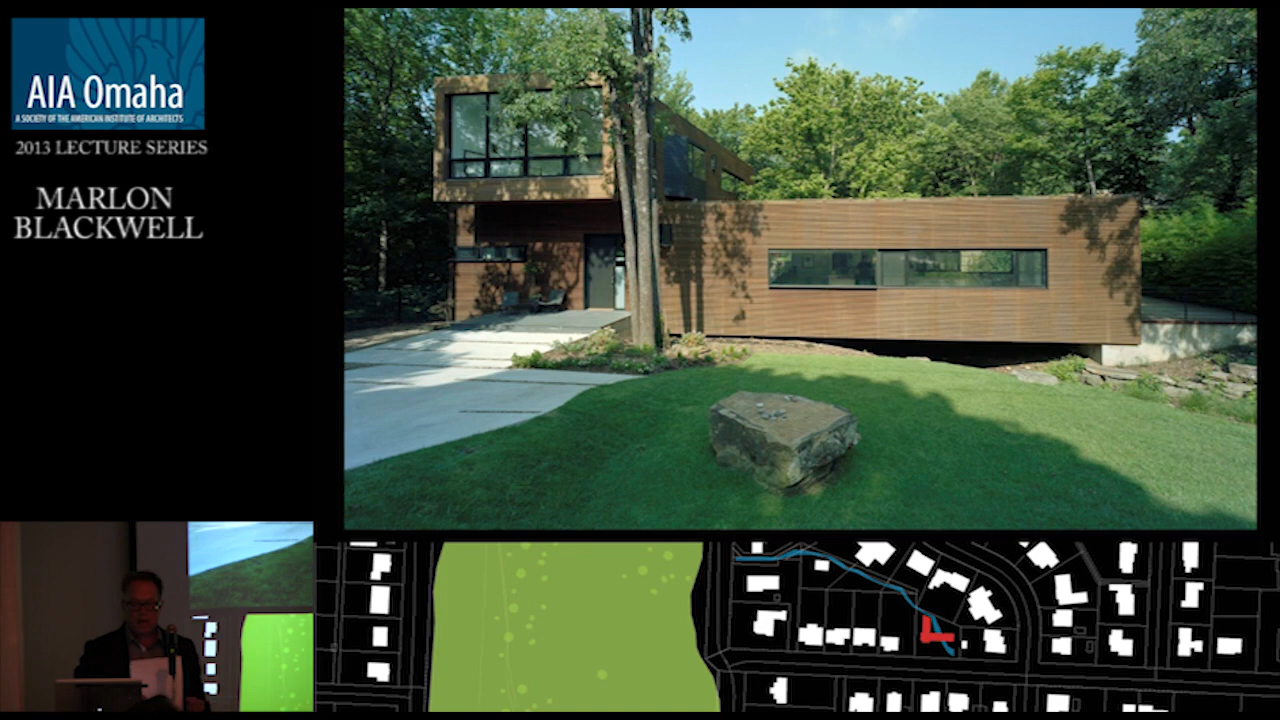 AIA Omaha
A SOCIETY OF THE AMERICAN INSTITUTE OF ARCHITECTS
2013 LECTURE SERIES
MARLON
BLACKWELL